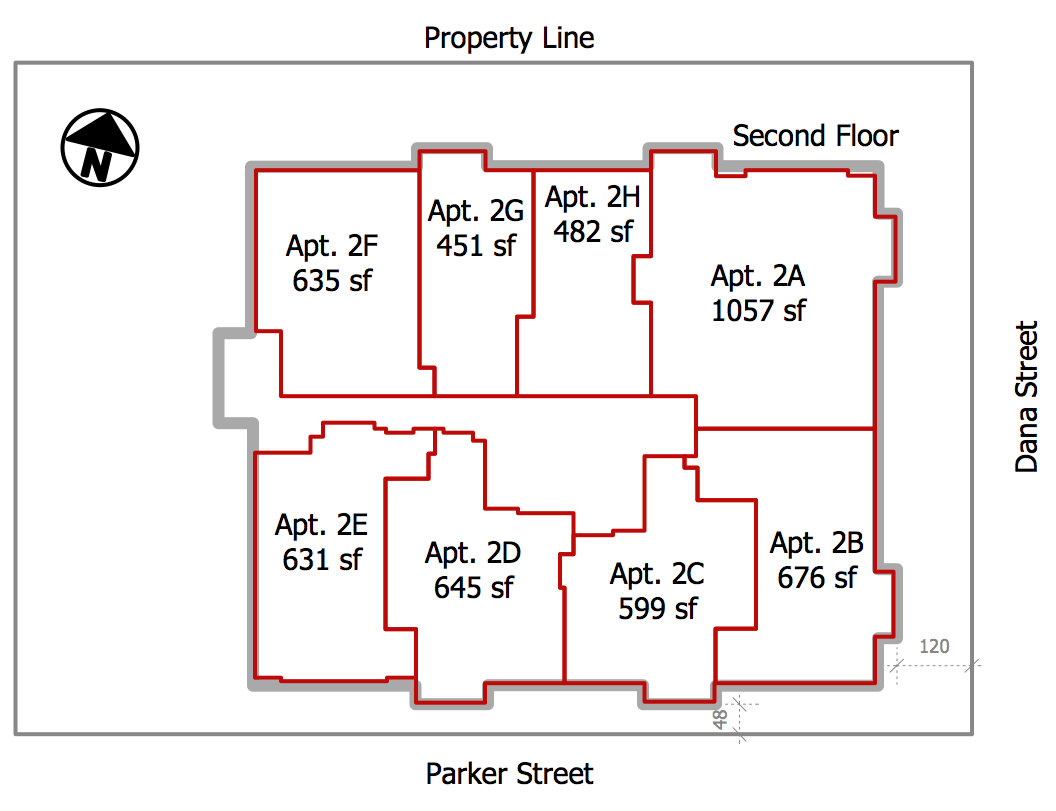 Property Line
N
Second Floor
Apt. 2F
635 sf
Apt. 2G
451 sf
Apt. 2H
482 sf
Apt. 2A
1057 sf
Dana Street
Apt. 2E
631 sf
Apt. 2D
645 sf
Apt. 2C
599 sf
Apt. 2B
676 sf
120
48
Parker Street